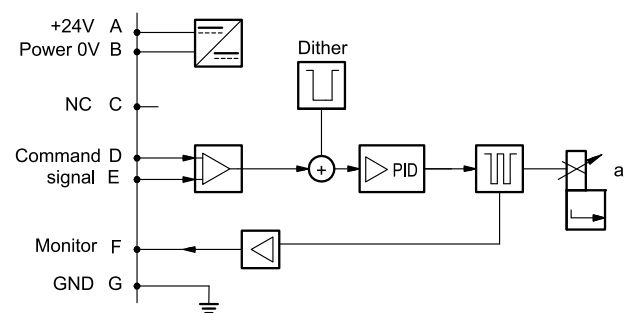 +24V A
Power 0V B
Dither
NC C
Command D
signal E
+
PID
a
Monitor F
GND G